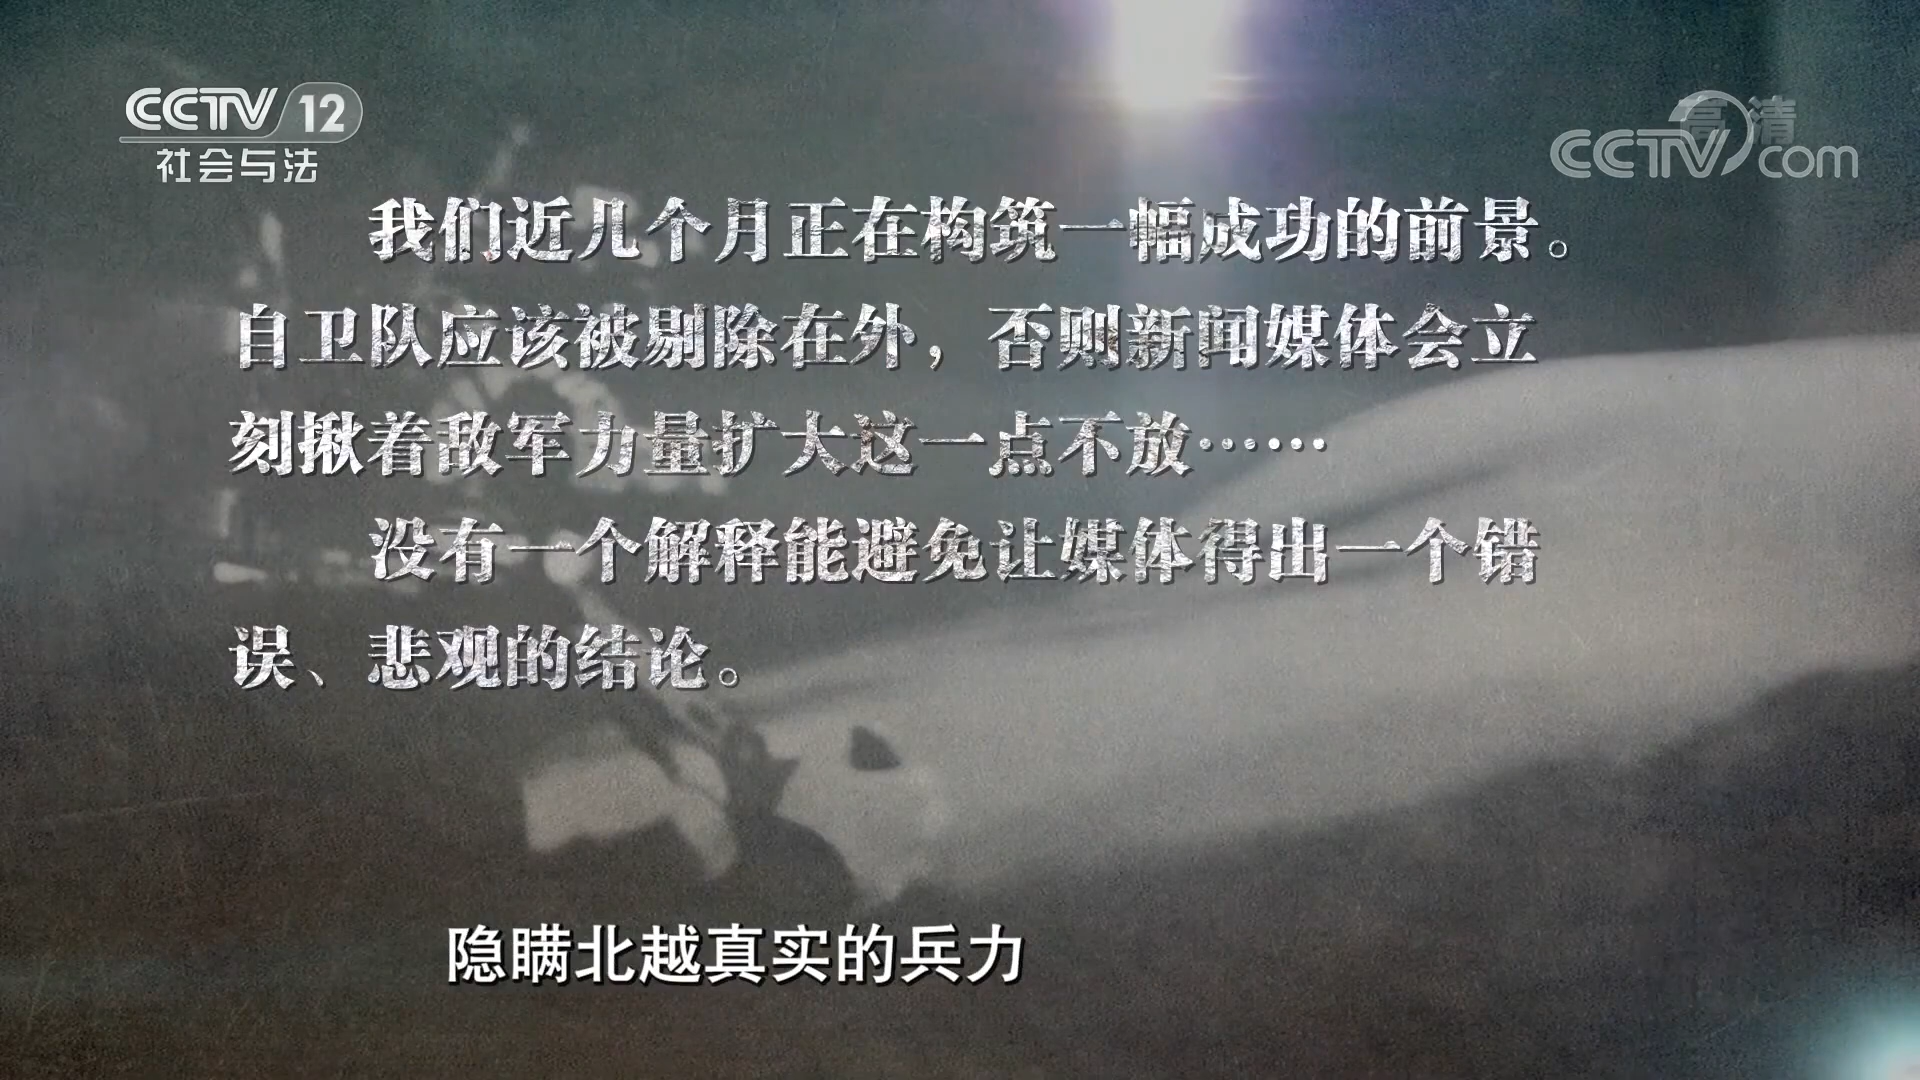 CCTV 12
社会与法
高清
CCTV.com
我们近几个月正在构筑一幅成功的前景。
自卫队应该被剔除在外，否则新闻媒体会立
刻揪着敌军力量扩大这一点不放……
没有一个解释能避免让媒体得出一个错
误、悲观的结论。
隐瞒北越真实的兵力